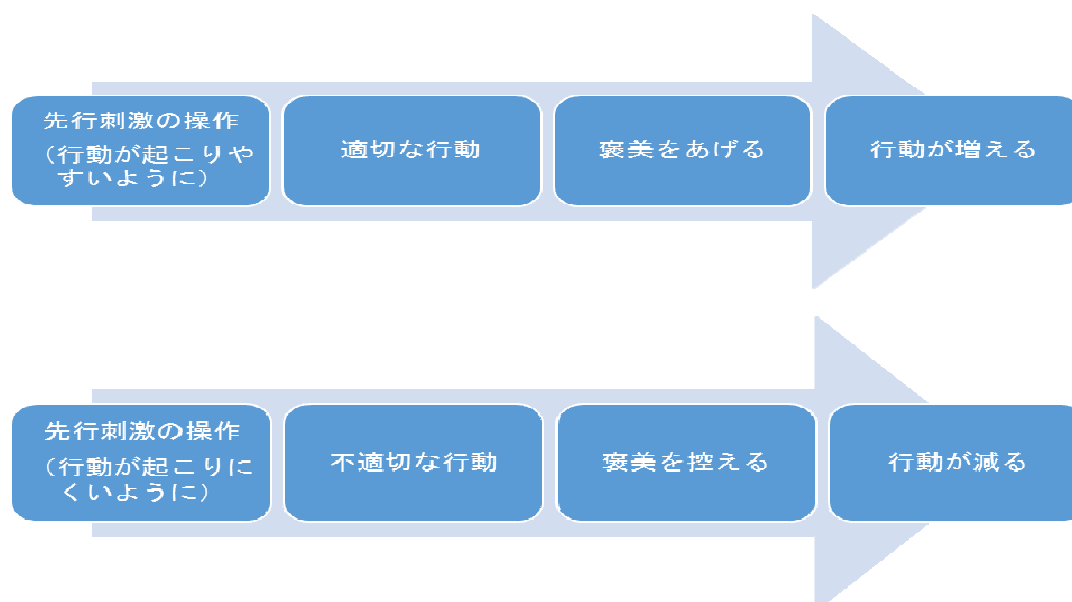 先行刺激の操作
（行動が起こりや
すいように）
適切な行動
褒美をあげる
行動が増える
先行刺激の操作
（行動が起こりに
くいように）
不適切な行動
褒美を控える
行動が減る